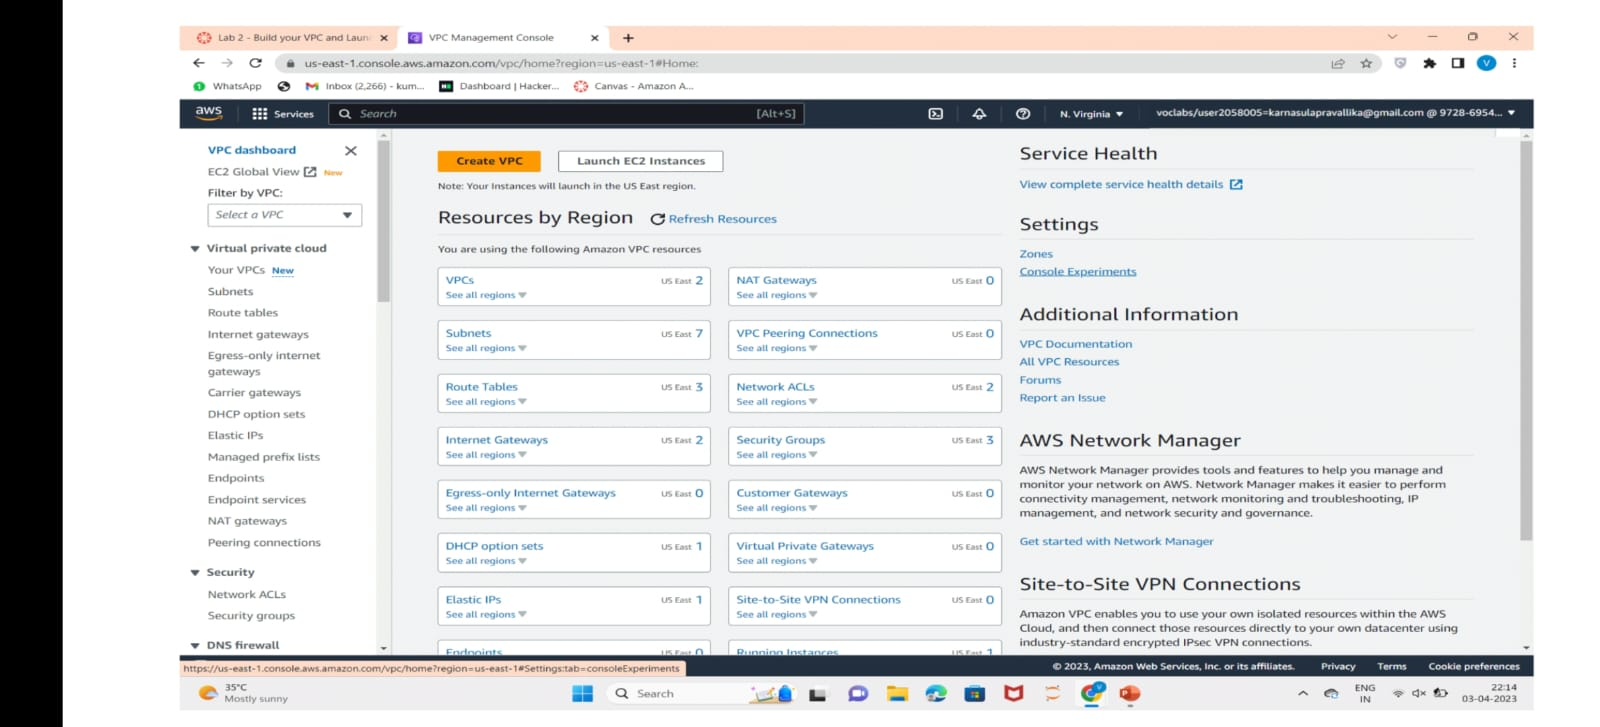 Lab 2 - Build your VPC and Laun
VPC Management Console
us-east-1.console.aws.amazon.com/vpc/home?region=us-east-1#Home:
V
1 WhatsApp
Inbox (2,266) - kum...
Dashboard | Hacker...
Canvas - Amazon A...
aws
Services
Search
[Alt+S]
N. Virginia
voclabs/user2058005=karnasulapravallika@gmail.com @ 9728-6954...
VPC dashboard
EC2 Global View New
Filter by VPC:
Select a VPC
Virtual private cloud
Your VPCs New
Subnets
Route tables
Internet gateways
Egress-only internet
gateways
Carrier gateways
DHCP option sets
Elastic IPs
Managed prefix lists
Endpoints
Endpoint services
NAT gateways
Peering connections
Security
Network ACLs
Security groups
DNS firewall
Create VPC
Launch EC2 Instances
Note: Your Instances will launch in the US East region.
Resources by Region
Refresh Resources
You are using the following Amazon VPC resources
VPCs US East 2
See all regions
NAT Gateways US East 0
See all regions
Subnets US East 7
See all regions
VPC Peering Connections US East 0
See all regions
Route Tables US East 3
See all regions
Network ACLs US East 2
See all regions
Internet Gateways US East 2
See all regions
Security Groups US East 3
See all regions
Egress-only Internet Gateways US East 0
See all regions
Customer Gateways US East 0
See all regions
DHCP option sets US East 1
See all regions
Virtual Private Gateways US East 0
See all regions
Elastic IPs US East 1
See all regions
Site-to-Site VPN Connections US East 0
See all regions
Endpoints US East 0
Running Instances US East 1
Service Health
View complete service health details
Settings
Zones
Console Experiments
Additional Information
VPC Documentation
All VPC Resources
Forums
Report an Issue
AWS Network Manager
AWS Network Manager provides tools and features to help you manage and
monitor your network on AWS. Network Manager makes it easier to perform
connectivity management, network monitoring and troubleshooting, IP
management, and network security and governance.
Get started with Network Manager
Site-to-Site VPN Connections
Amazon VPC enables you to use your own isolated resources within the AWS
Cloud, and then connect those resources directly to your own datacenter using
industry-standard encrypted IPsec VPN connections.
https://us-east-1.console.aws.amazon.com/vpc/home?region=us-east-1#Settings:tab=consoleExperiments
© 2023, Amazon Web Services, Inc. or its affiliates.
Privacy
Terms
Cookie preferences
35°C
Mostly sunny
Search
ENG
IN
22:14
03-04-2023